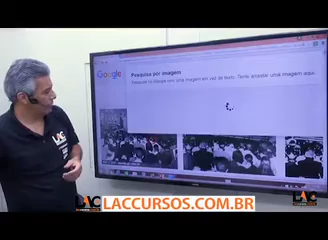 Google
Pesquisa por imagem
Pesquise no Google com uma imagem em vez de texto. Tente arrastar uma imagem aqui.
LAC
LAC
LACCURSOS.COM.BR
LAC